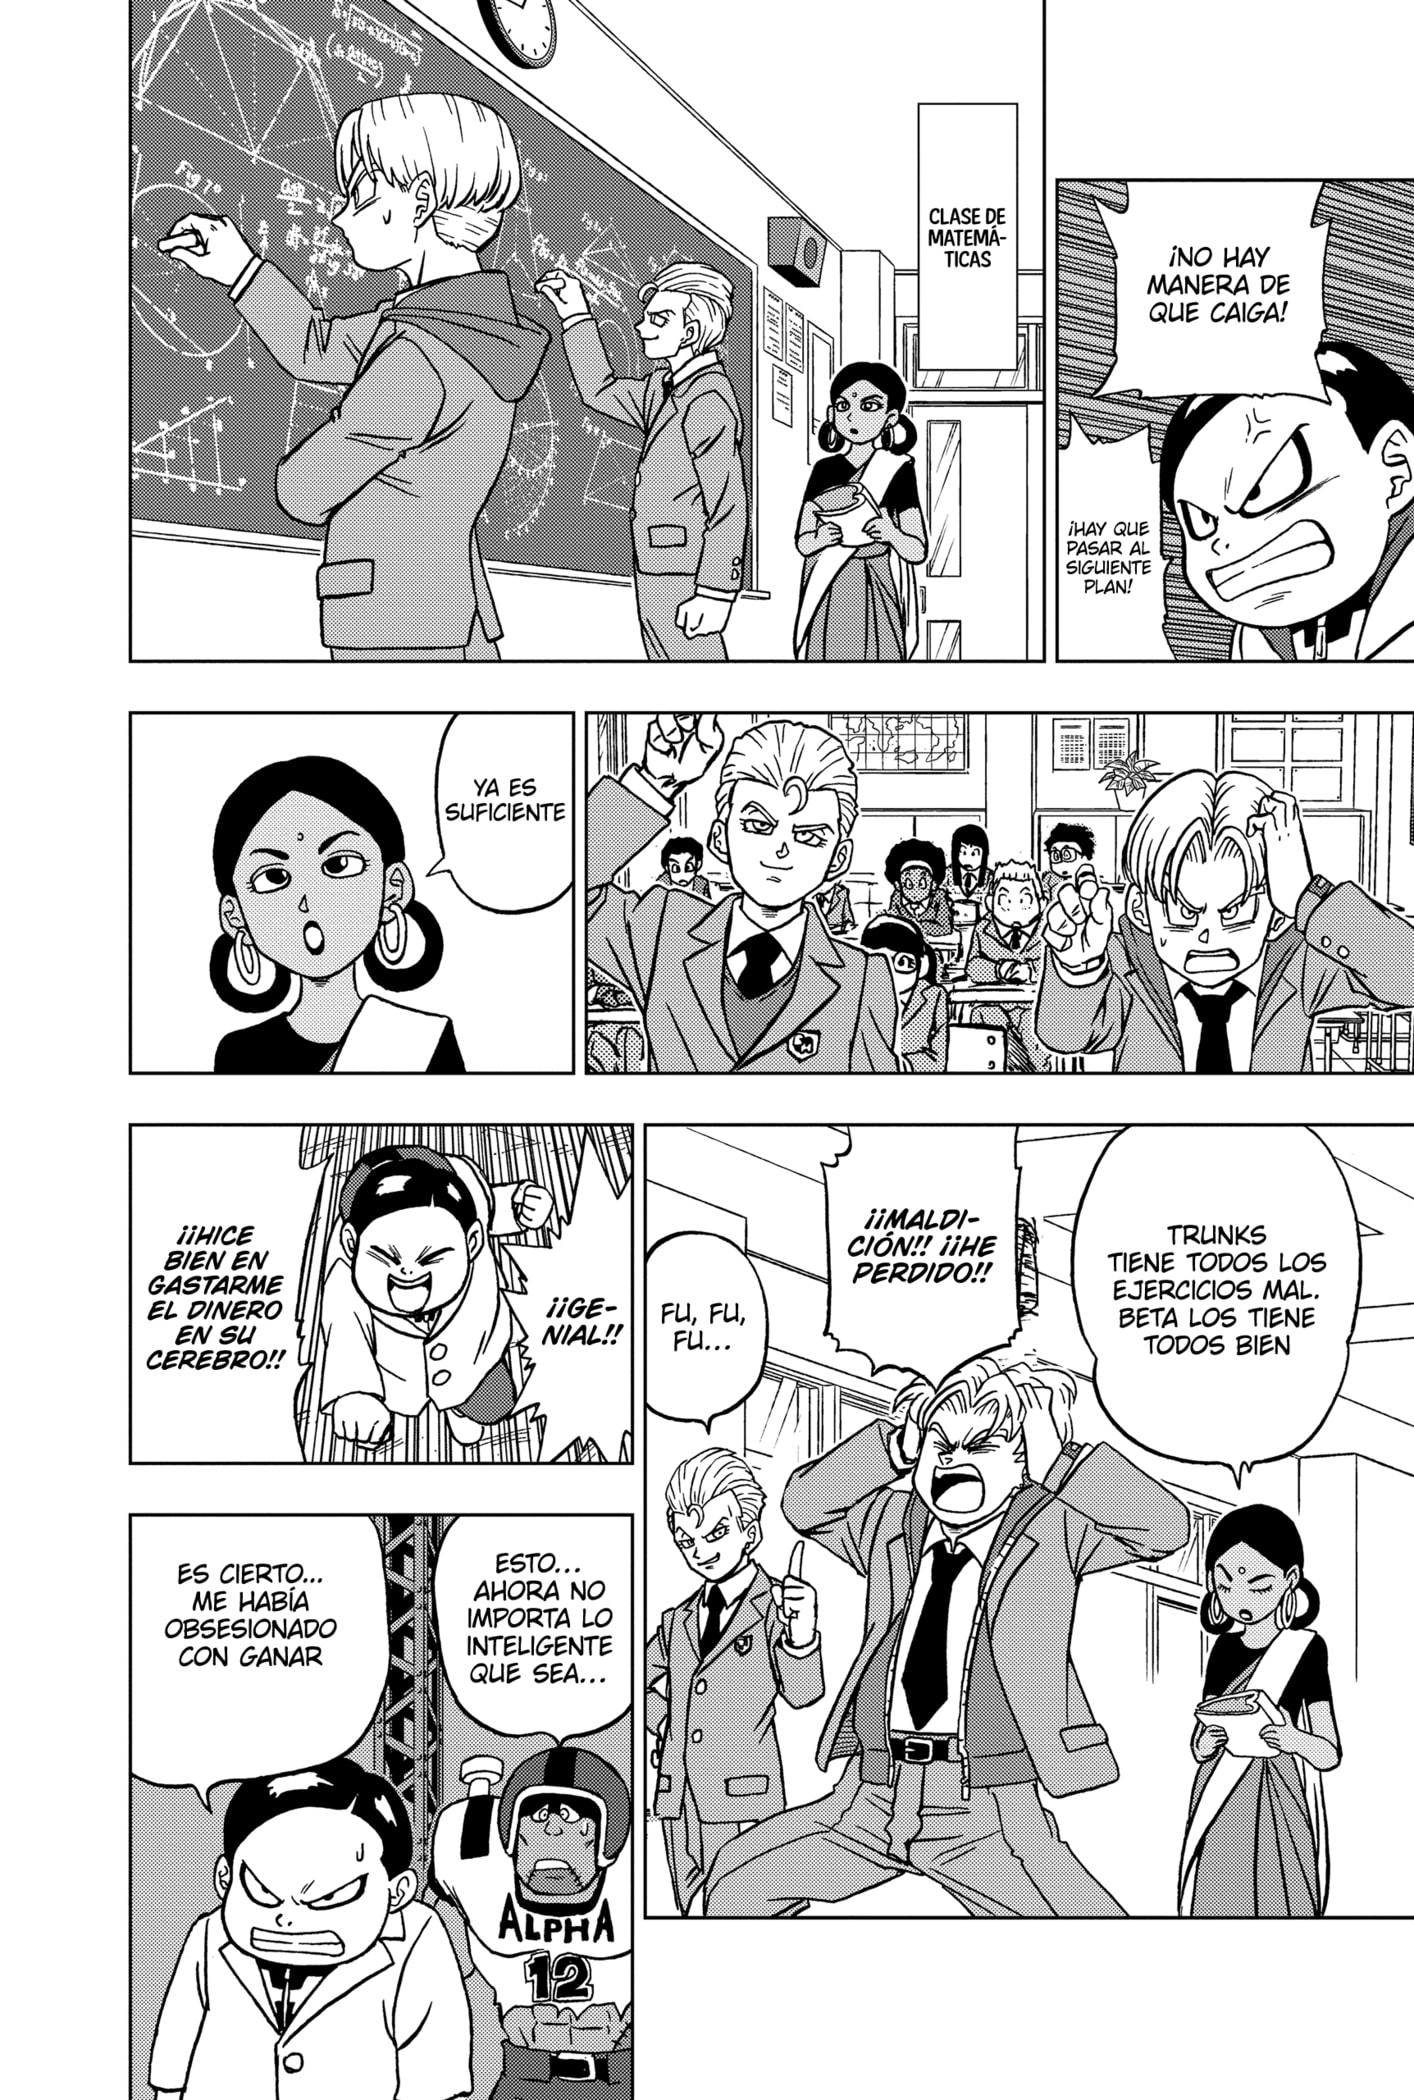 ¡NO HAY
MANERA DE
QUE CAIGA!
¡HAY QUE
PASAR AL
SIGUIENTE
PLAN!
CLASE DE
MATEMÁ-
TICAS
YA ES
SUFICIENTE
TRUNKS
TIENE TODOS LOS
EJERCICIOS MAL.
BETA LOS TIENE
TODOS BIEN
¡¡MALDI-
CIÓN!! ¡¡HE
PERDIDO!!
FU, FU,
FU...
¡¡GE-
NIAL!!
¡¡HICE
BIEN EN
GASTARME
EL DINERO
EN SU
CEREBRO!!
ESTO...
AHORA NO
IMPORTA LO
INTELIGENTE
QUE SEA...
ES CIERTO...
ME HABÍA
OBSESIONADO
CON GANAR
ALPHA
12